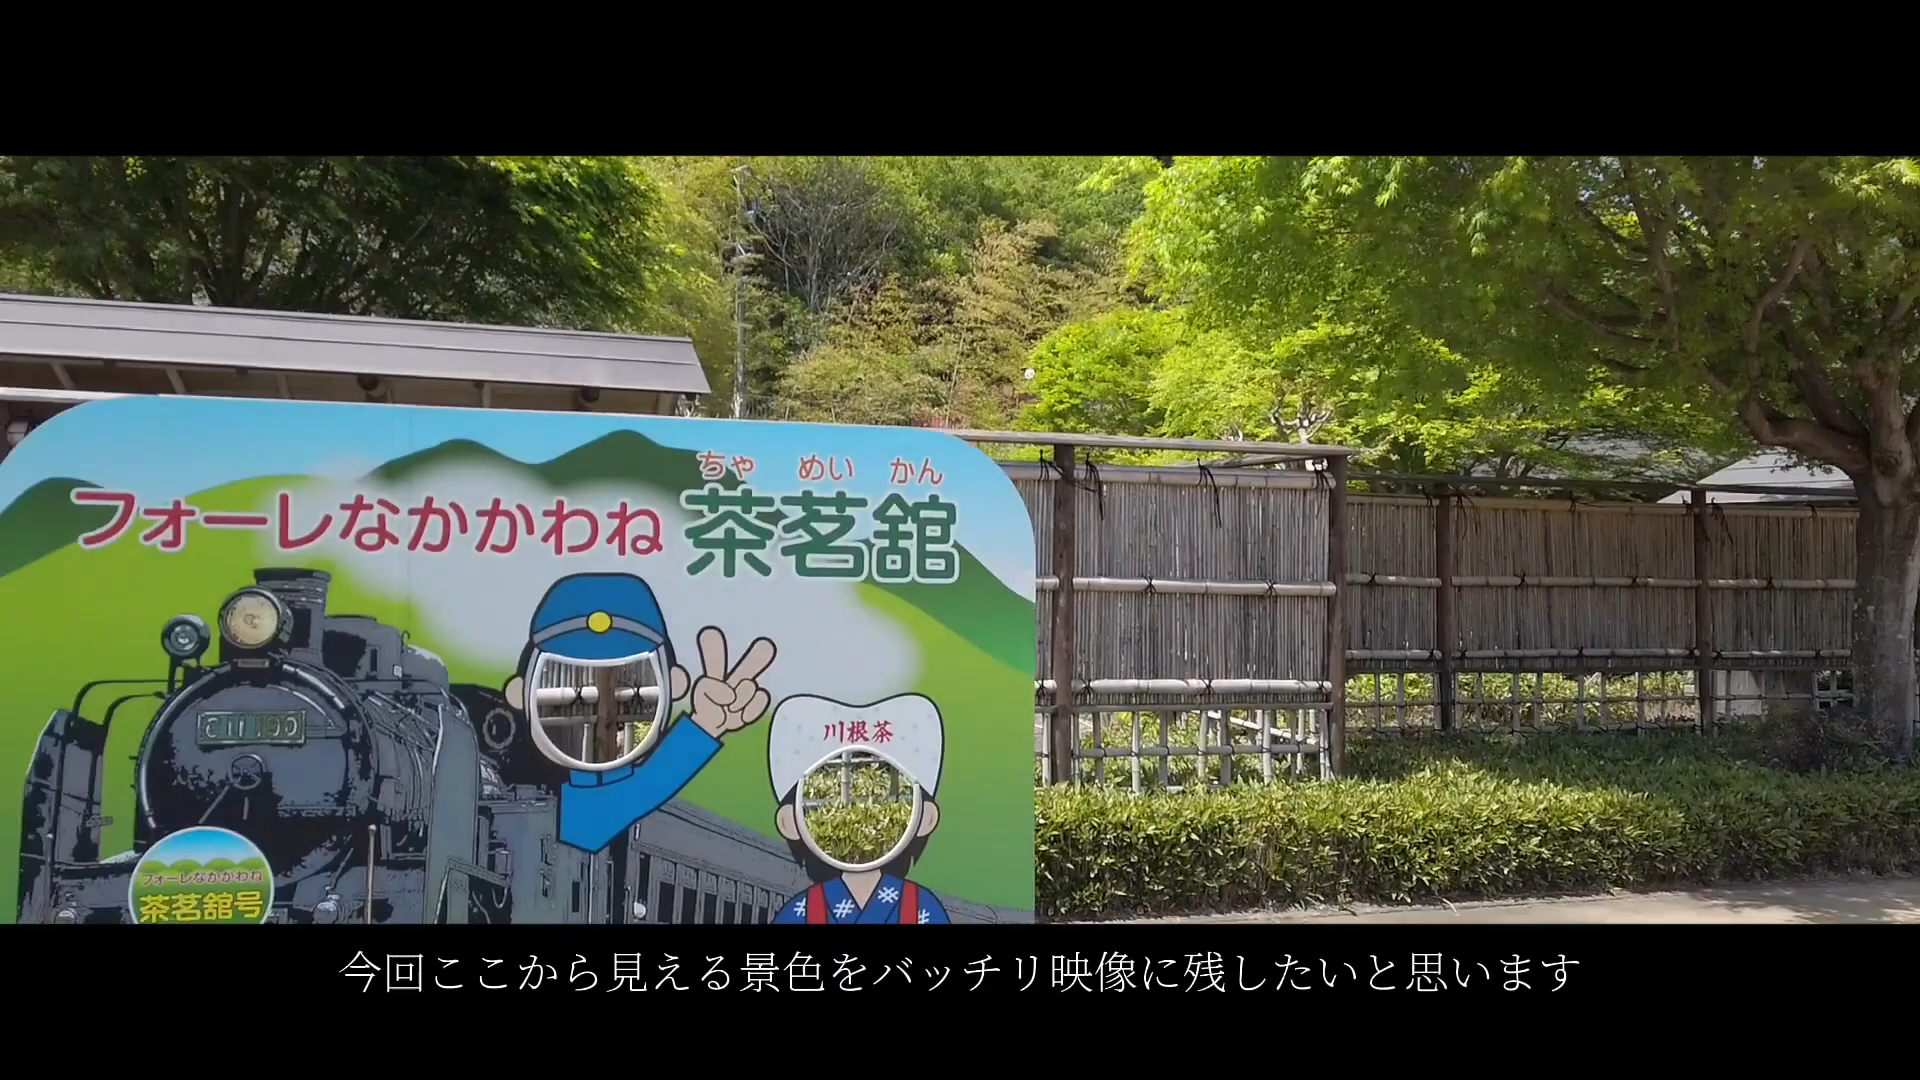 ちゃ めい かん
フォーレなかかわね 茶茗舘
C11 190
川根茶
フォーレなかかわね
茶茗舘号
今回ここから見える景色をバッチリ映像に残したいと思います